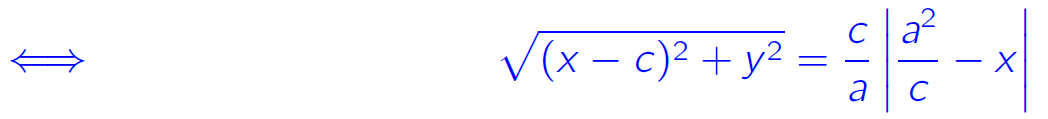 ⟺ √((x − c)² + y²) = c/a |a²/c − x|